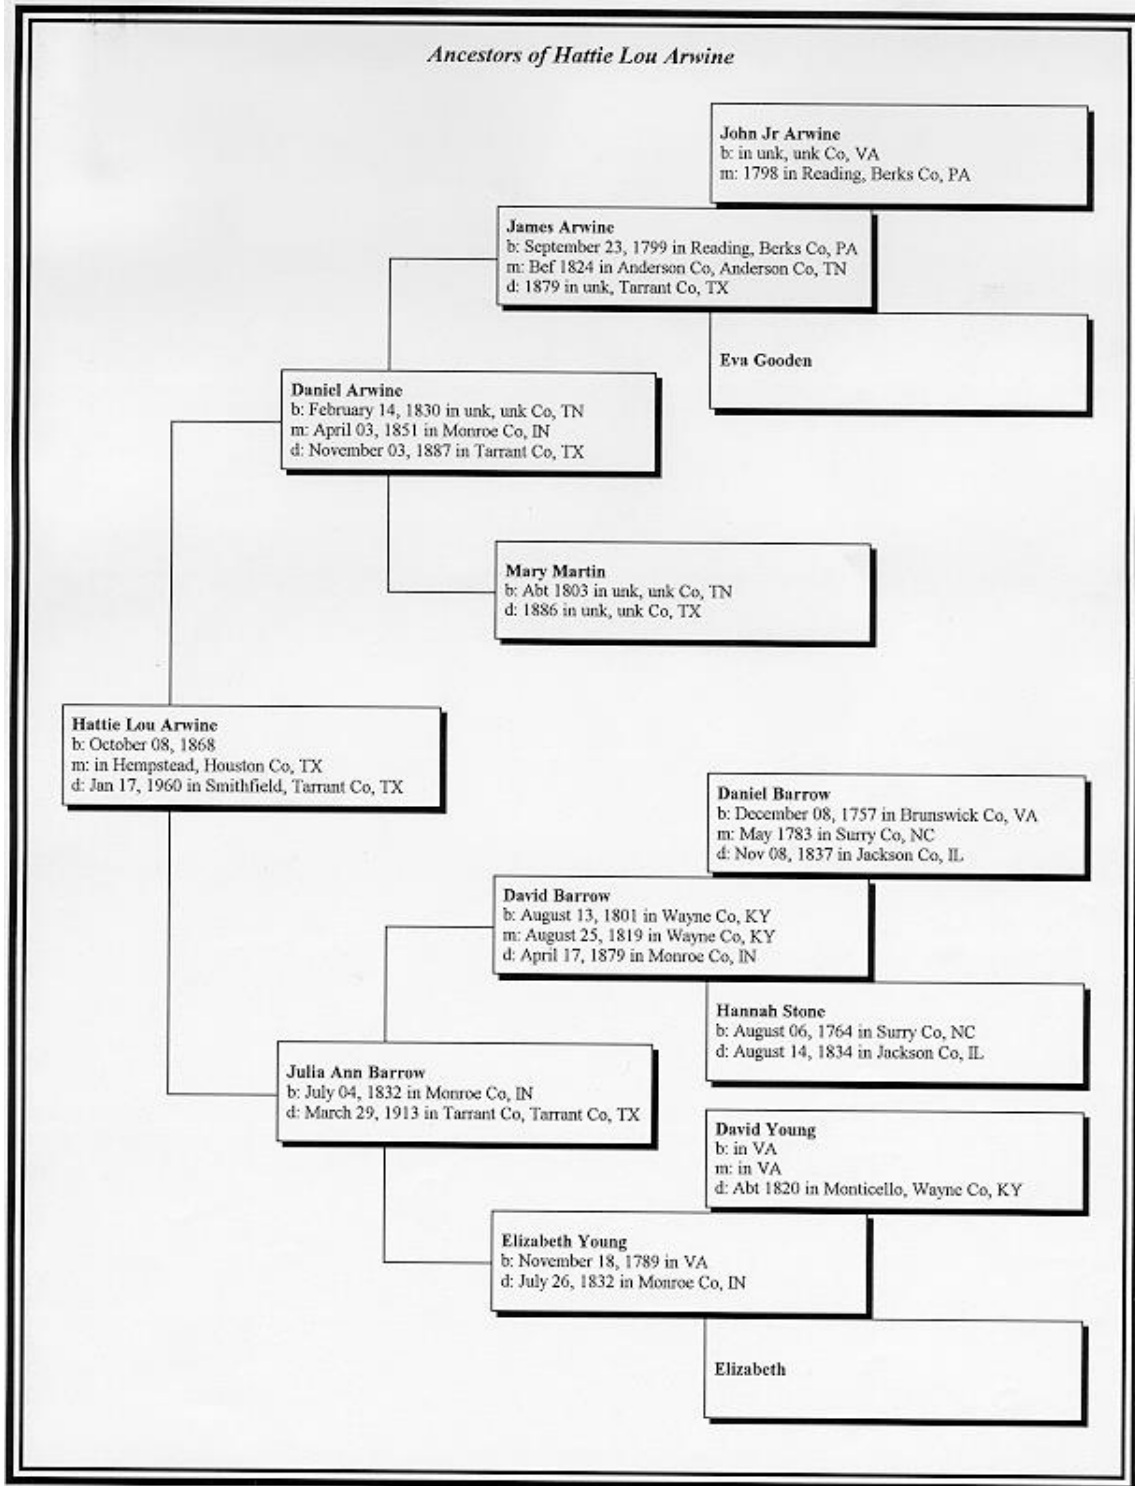 Ancestors of Hattie Lou Arwine
John Jr Arwine
b: in unk, unk Co, VA
m: 1798 in Reading, Berks Co, PA
James Arwine
b: September 23, 1799 in Reading, Berks Co, PA
m: Bef 1824 in Anderson Co, Anderson Co, TN
d: 1879 in unk, Tarrant Co, TX
Eva Gooden
Daniel Arwine
b: February 14, 1830 in unk, unk Co, TN
m: April 03, 1851 in Monroe Co, IN
d: November 03, 1887 in Tarrant Co, TX
Mary Martin
b: Abt 1803 in unk, unk Co, TN
d: 1886 in unk, unk Co, TX
Hattie Lou Arwine
b: October 08, 1868
m: in Hempstead, Houston Co, TX
d: Jan 17, 1960 in Smithfield, Tarrant Co, TX
Daniel Barrow
b: December 08, 1757 in Brunswick Co, VA
m: May 1783 in Surry Co, NC
d: Nov 08, 1837 in Jackson Co, IL
David Barrow
b: August 13, 1801 in Wayne Co, KY
m: August 25, 1819 in Wayne Co, KY
d: April 17, 1879 in Monroe Co, IN
Hannah Stone
b: August 06, 1764 in Surry Co, NC
d: August 14, 1834 in Jackson Co, IL
Julia Ann Barrow
b: July 04, 1832 in Monroe Co, IN
d: March 29, 1913 in Tarrant Co, Tarrant Co, TX
David Young
b: in VA
m: in VA
d: Abt 1820 in Monticello, Wayne Co, KY
Elizabeth Young
b: November 18, 1789 in VA
d: July 26, 1832 in Monroe Co, IN
Elizabeth